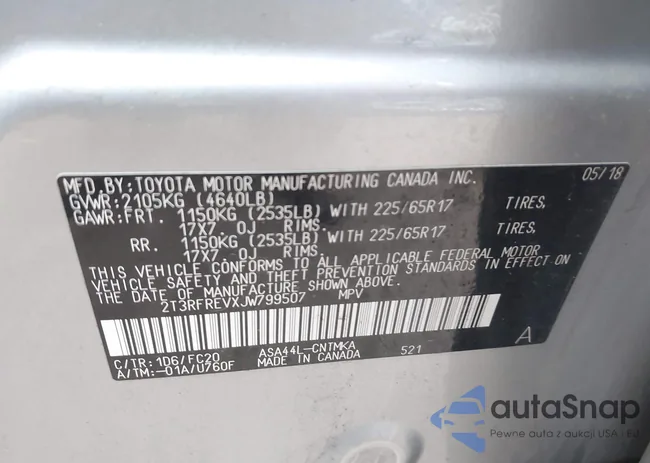 MFD.BY:TOYOTA MOTOR MANUFACTURING CANADA INC. 05/18
GVWR:2105KG (4640LB)
GAWR:FRT. 1150KG (2535LB) WITH 225/65R17 TIRES,
17X7. 0J RIMS.
RR. 1150KG (2535LB) WITH 225/65R17 TIRES,
17X7. 0J RIMS.
THIS VEHICLE CONFORMS TO ALL APPLICABLE FEDERAL MOTOR
VEHICLE SAFETY AND THEFT PREVENTION STANDARDS IN EFFECT ON
THE DATE OF MANUFACTURE SHOWN ABOVE.
2T3RFREVXJW799507 MPV
C/TR:1D6/FC20 ASA44L-CNTMKA 521 A
A/TM:-01A/U760F MADE IN CANADA
autaSnap
Pewne auto z aukcji USA - EU